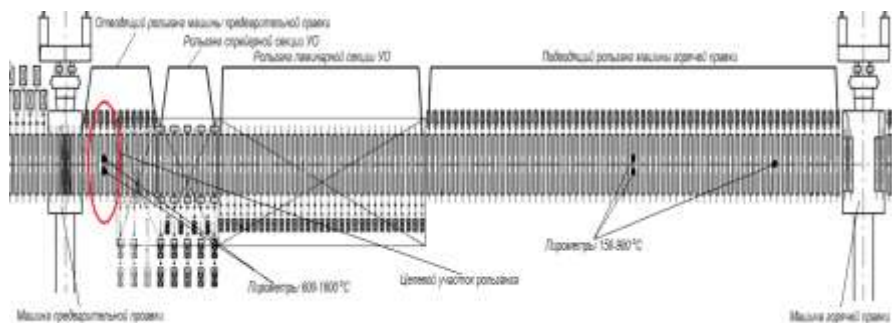 Отводящий рольганг машины предварительной правки
Рольганг спрейерной секции УО
Рольганг ламинарной секции УО
Подводящий рольганг машины горячей правки
Пирометры 150-900°С
Пирометры 600-1600°С
Целевой участок рольганга
Машина предварительной правки
Машина горячей правки